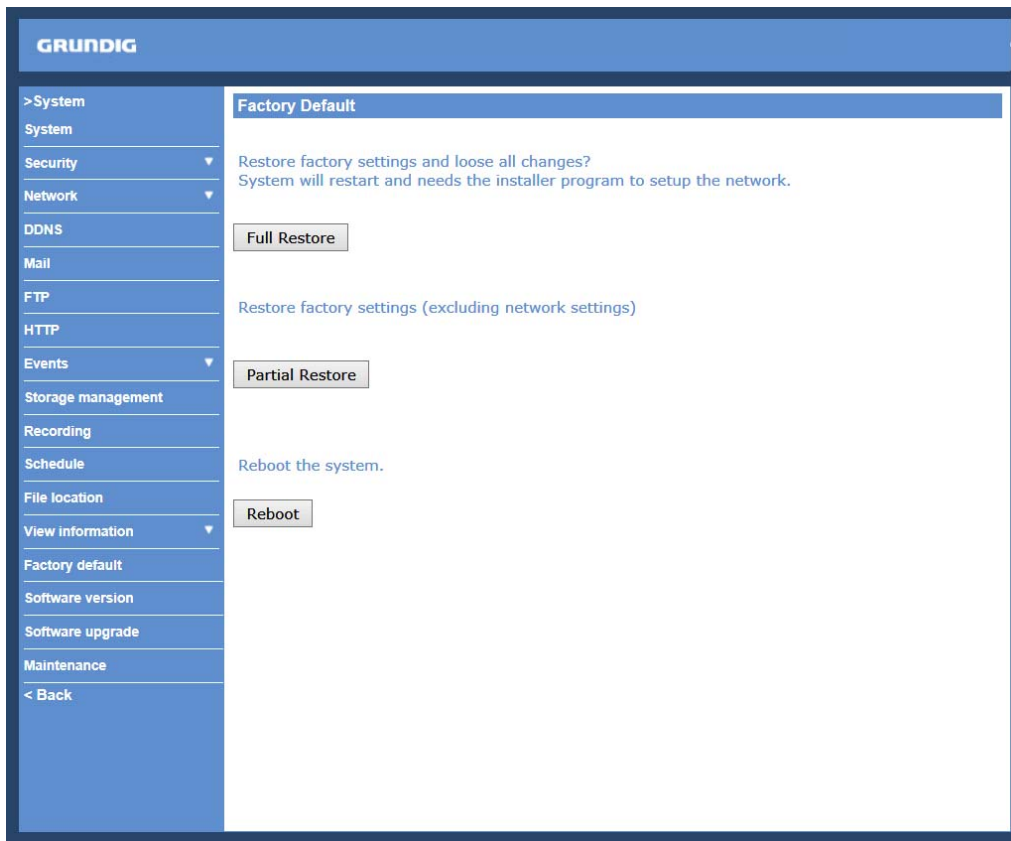 GRUNDIG
>System
System
Security
Network
DDNS
Mail
FTP
HTTP
Events
Storage management
Recording
Schedule
File location
View information
Factory default
Software version
Software upgrade
Maintenance
< Back
Factory Default
Restore factory settings and loose all changes?
System will restart and needs the installer program to setup the network.
Full Restore
Restore factory settings (excluding network settings)
Partial Restore
Reboot the system.
Reboot